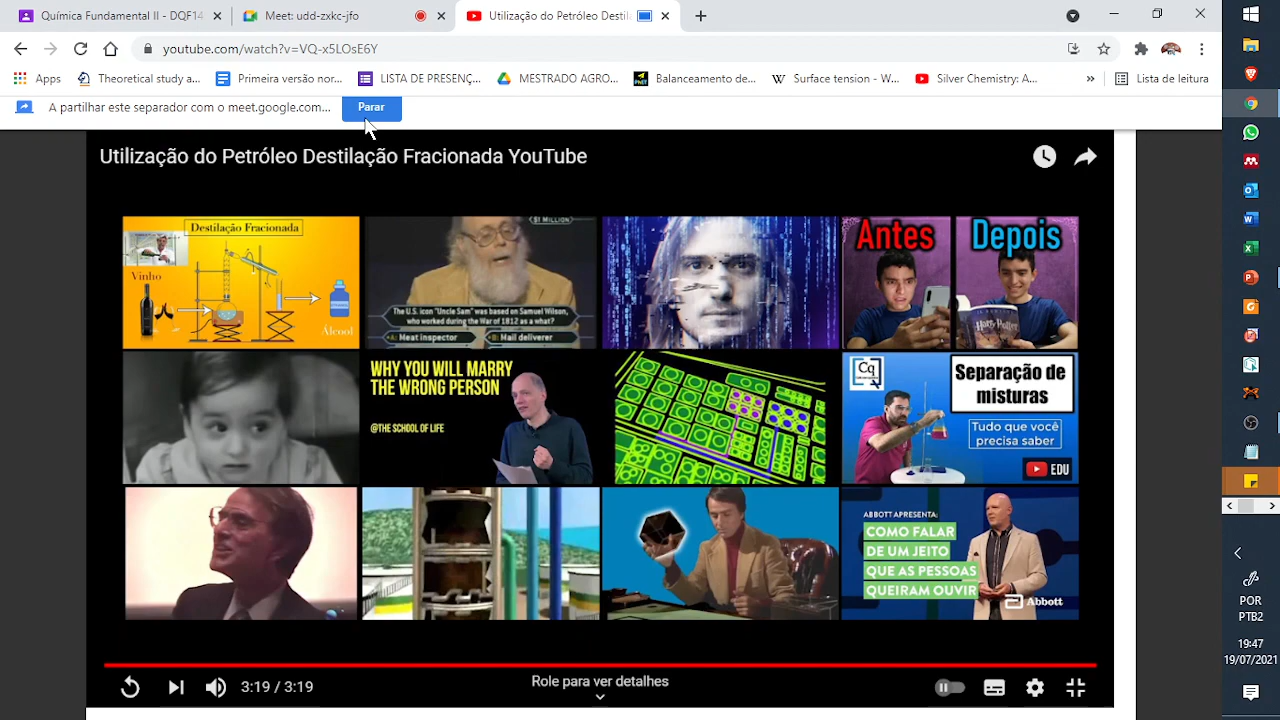 Química Fundamental II - DQF14
Meet: udd-zxkc-jfo
Utilização do Petróleo Destil
youtube.com/watch?v=VQ-x5LOsE6Y
Apps
Theoretical study a...
Primeira versão nor...
LISTA DE PRESENÇ...
MESTRADO AGRO...
Balanceamento de...
Surface tension - W...
Silver Chemistry: A...
Lista de leitura
A partilhar este separador com o meet.google.com...
Parar
Utilização do Petróleo Destilação Fracionada YouTube
Destilação Fracionada
Vinho
Álcool
$1 MILLION
The U.S. icon "Uncle Sam" was based on Samuel Wilson,
who worked during the War of 1812 as a what?
A: Meat inspector
B: Mail deliverer
Antes
Depois
Harry Potter
WHY YOU WILL MARRY
THE WRONG PERSON
@THE SCHOOL OF LIFE
Cq
Separação de
misturas
Tudo que você
precisa saber
EDU
ABBOTT APRESENTA:
COMO FALAR
DE UM JEITO
QUE AS PESSOAS
QUEIRAM OUVIR
Abbott
3:19 / 3:19
Role para ver detalhes
POR
PTB2
19:47
19/07/2021